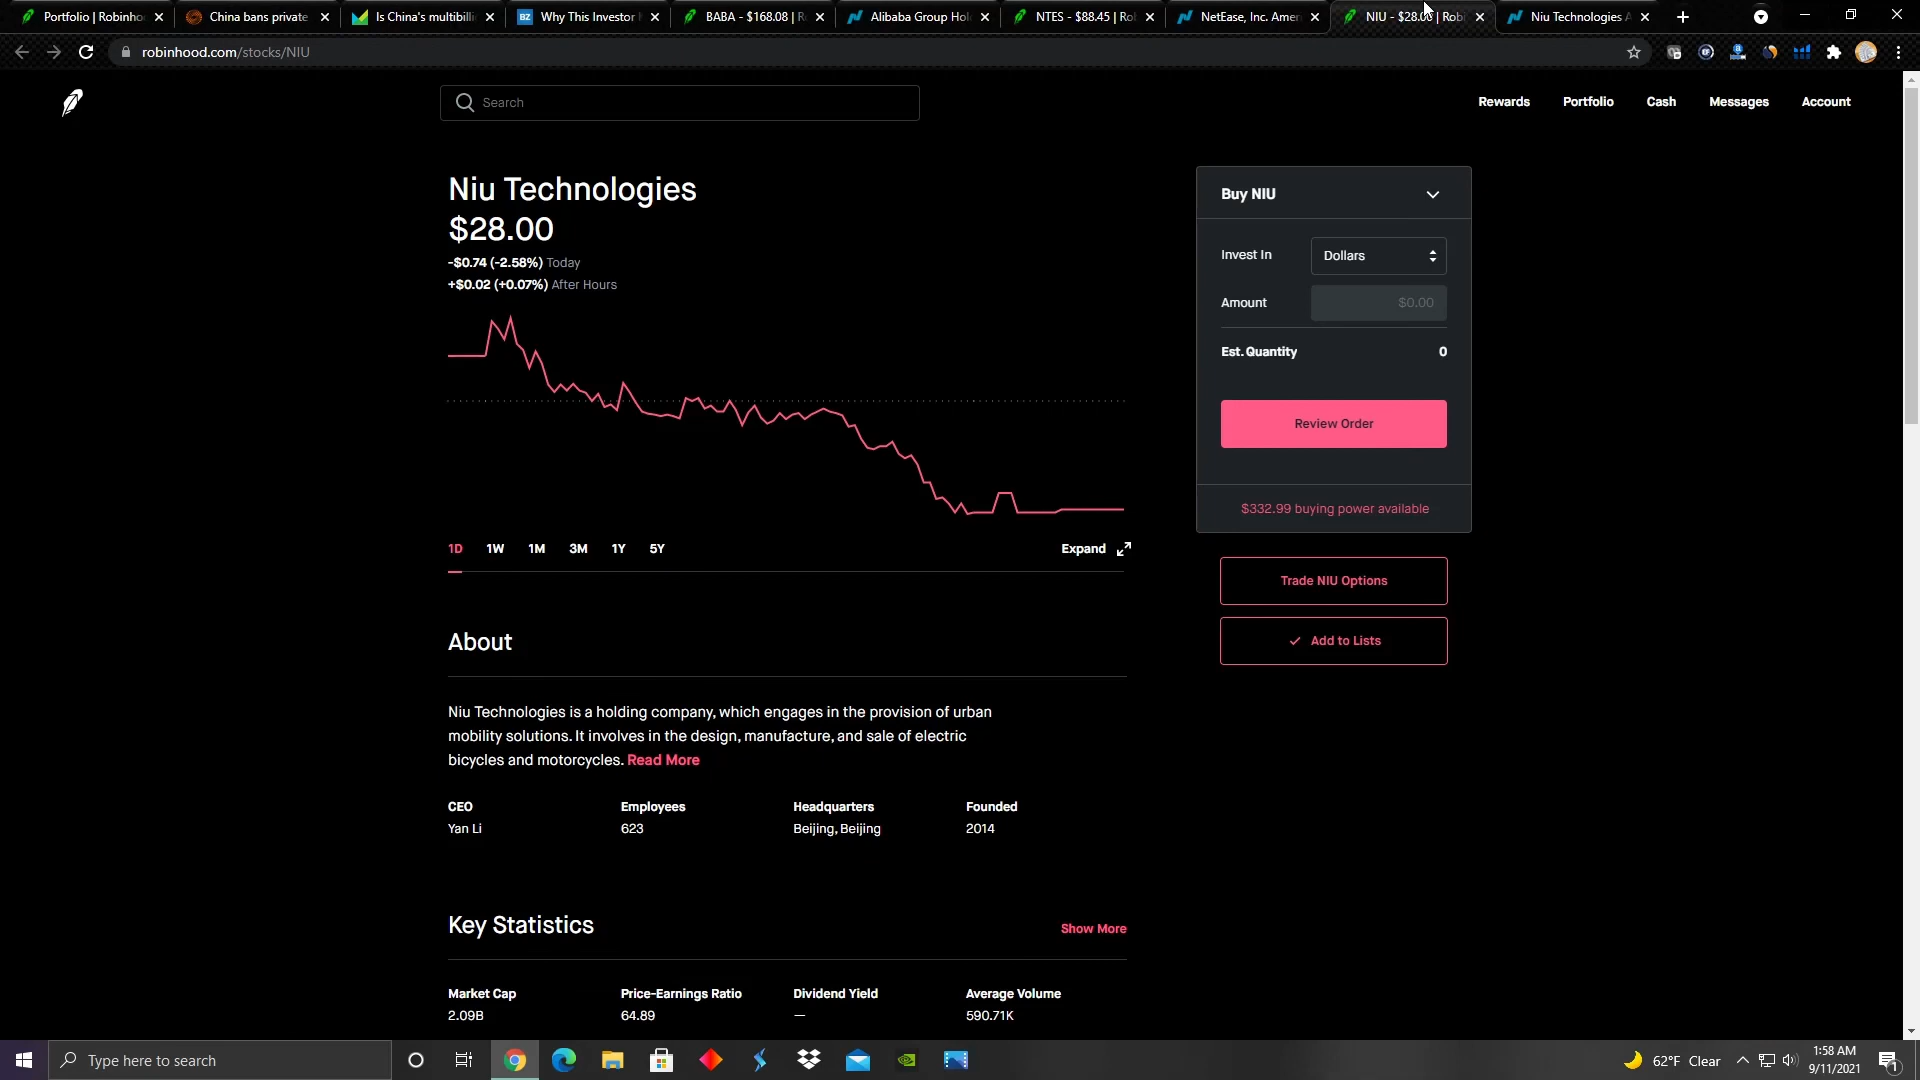 Portfolio | Robinho
China bans private
Is China's multibilli
BZ
Why This Investor
BABA - $168.08 | R
Alibaba Group Hol
NTES - $88.45 | Ro
NetEase, Inc. Amer
NIU - $28.00 | Rob
Niu Technologies A
robinhood.com/stocks/NIU
Search
Rewards
Portfolio
Cash
Messages
Account
Niu Technologies
$28.00
-$0.74 (-2.58%) Today
+$0.02 (+0.07%) After Hours
1D
1W
1M
3M
1Y
5Y
Expand
Buy NIU
Invest In
Dollars
Amount
$0.00
Est. Quantity
0
Review Order
$332.99 buying power available
Trade NIU Options
Add to Lists
About
Niu Technologies is a holding company, which engages in the provision of urban
mobility solutions. It involves in the design, manufacture, and sale of electric
bicycles and motorcycles. Read More
CEO
Employees
Headquarters
Founded
Yan Li
623
Beijing, Beijing
2014
Key Statistics
Show More
Market Cap
Price-Earnings Ratio
Dividend Yield
Average Volume
2.09B
64.89
—
590.71K
Type here to search
62°F Clear
1:58 AM
9/11/2021
1